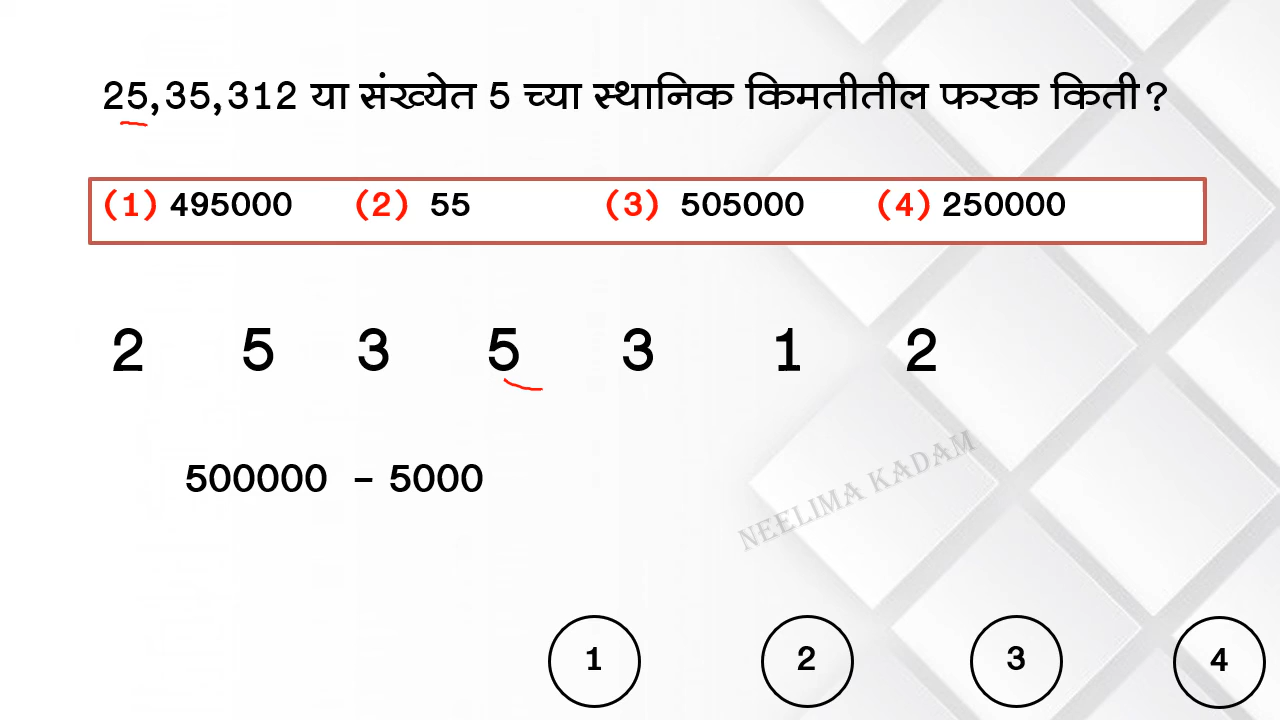 25,35,312 या संख्येत 5 च्या स्थानिक किमतीतील फरक किती?
(1) 495000 (2) 55 (3) 505000 (4) 250000
2 5 3 5 3 1 2
500000 - 5000
NEELIMA KADAM
1 2 3 4